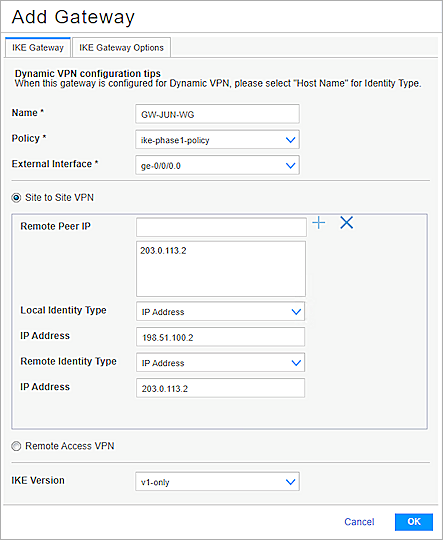 Add Gateway
IKE Gateway
IKE Gateway Options
Dynamic VPN configuration tips
When this gateway is configured for Dynamic VPN, please select "Host Name" for Identity Type.
Name * GW-JUN-WG
Policy * ike-phase1-policy
External Interface * ge-0/0/0.0
Site to Site VPN
Remote Peer IP
203.0.113.2
Local Identity Type IP Address
IP Address 198.51.100.2
Remote Identity Type IP Address
IP Address 203.0.113.2
Remote Access VPN
IKE Version v1-only
Cancel OK